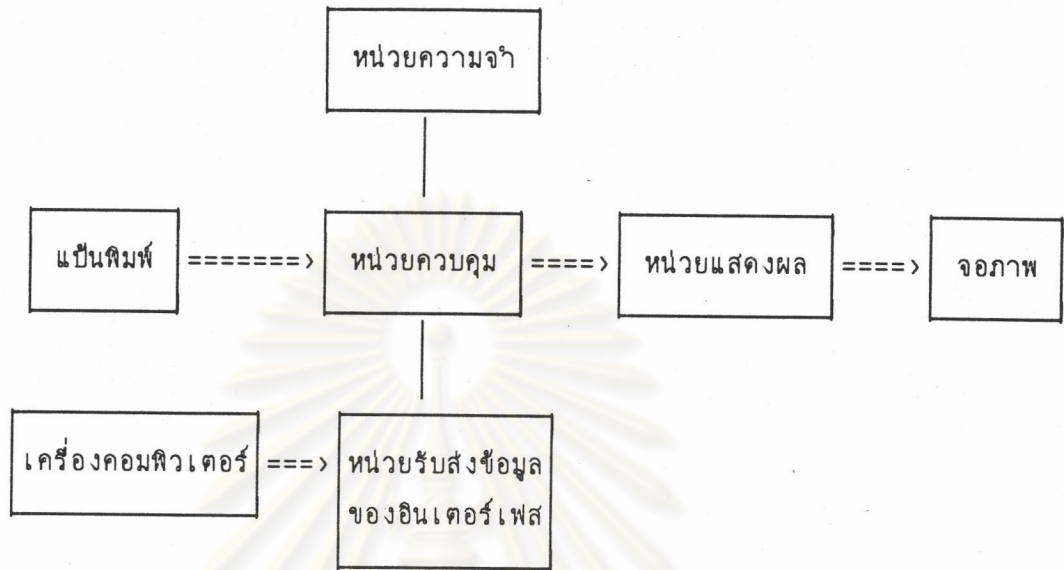 หน่วยความจำ
แป้นพิมพ์ =======> หน่วยควบคุม ====> หน่วยแสดงผล ====> จอภาพ
เครื่องคอมพิวเตอร์ ===> หน่วยรับส่งข้อมูล
ของอินเตอร์เฟส